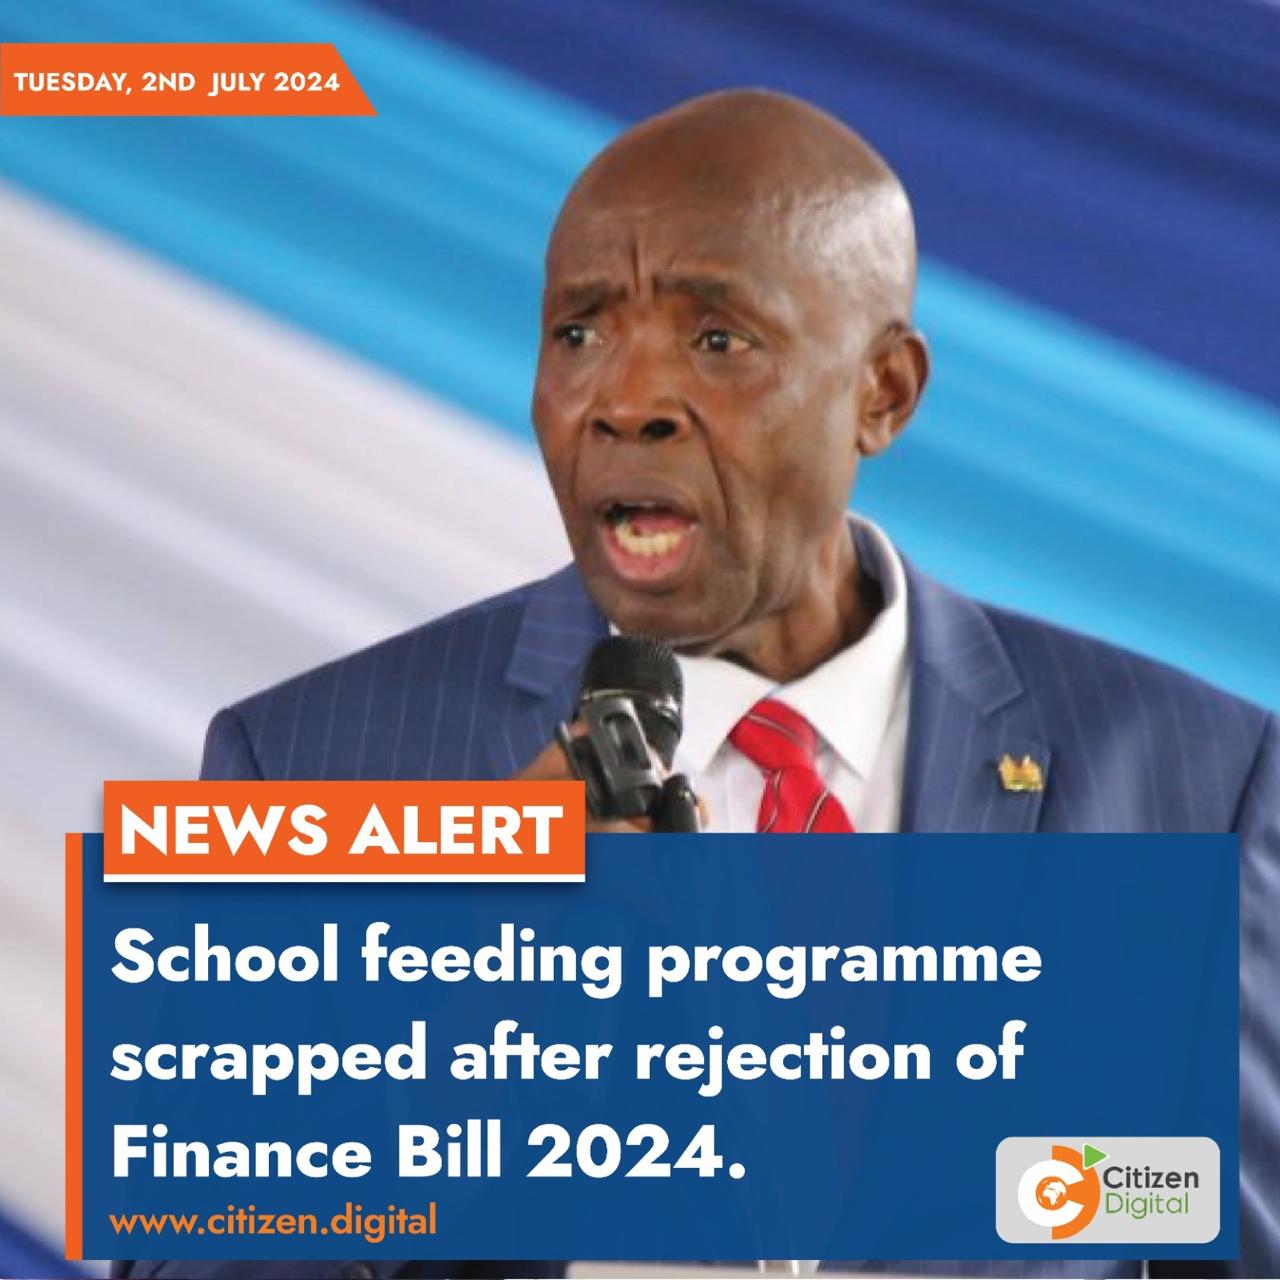 TUESDAY, 2ND JULY 2024
NEWS ALERT
School feeding programme
scrapped after rejection of
Finance Bill 2024.
www.citizen.digital
Citizen
Digital